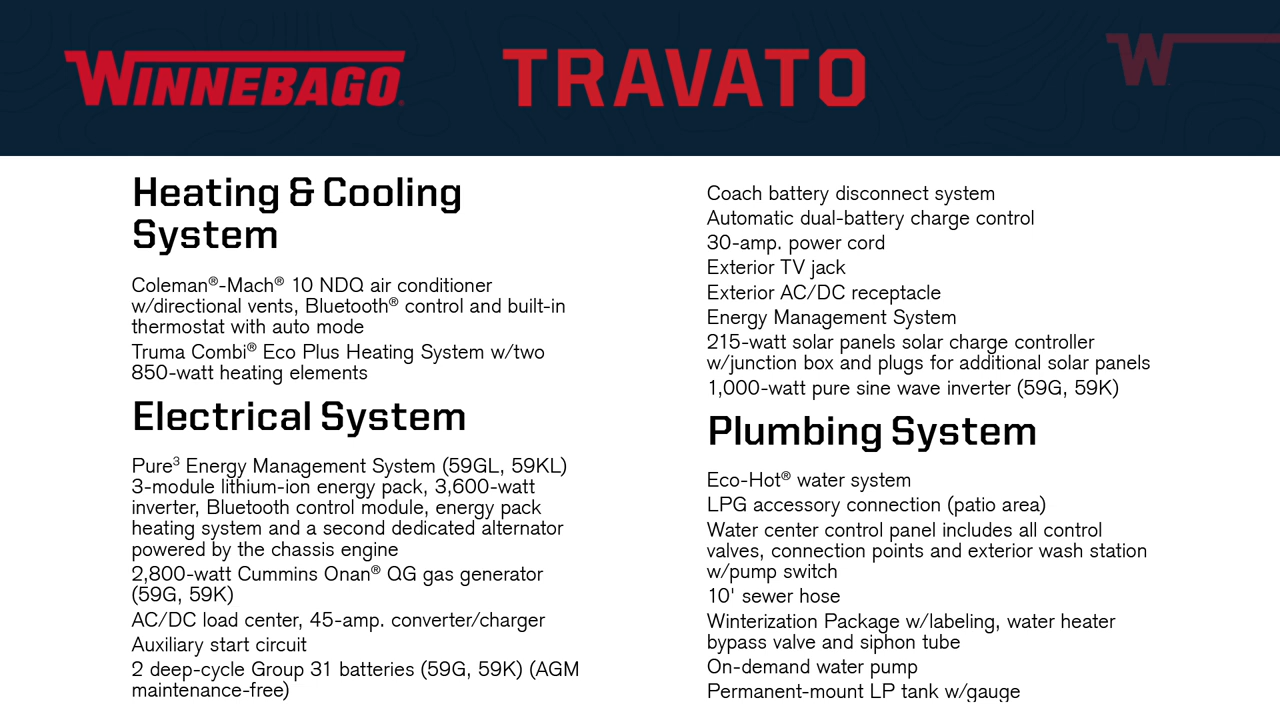 WINNEBAGO
TRAVATO
W
Heating & Cooling
System
Coleman®-Mach® 10 NDQ air conditioner
w/directional vents, Bluetooth® control and built-in
thermostat with auto mode
Truma Combi® Eco Plus Heating System w/two
850-watt heating elements
Electrical System
Pure³ Energy Management System (59GL, 59KL)
3-module lithium-ion energy pack, 3,600-watt
inverter, Bluetooth control module, energy pack
heating system and a second dedicated alternator
powered by the chassis engine
2,800-watt Cummins Onan® QG gas generator
(59G, 59K)
AC/DC load center, 45-amp. converter/charger
Auxiliary start circuit
2 deep-cycle Group 31 batteries (59G, 59K) (AGM
maintenance-free)
Coach battery disconnect system
Automatic dual-battery charge control
30-amp. power cord
Exterior TV jack
Exterior AC/DC receptacle
Energy Management System
215-watt solar panels solar charge controller
w/junction box and plugs for additional solar panels
1,000-watt pure sine wave inverter (59G, 59K)
Plumbing System
Eco-Hot® water system
LPG accessory connection (patio area)
Water center control panel includes all control
valves, connection points and exterior wash station
w/pump switch
10' sewer hose
Winterization Package w/labeling, water heater
bypass valve and siphon tube
On-demand water pump
Permanent-mount LP tank w/gauge